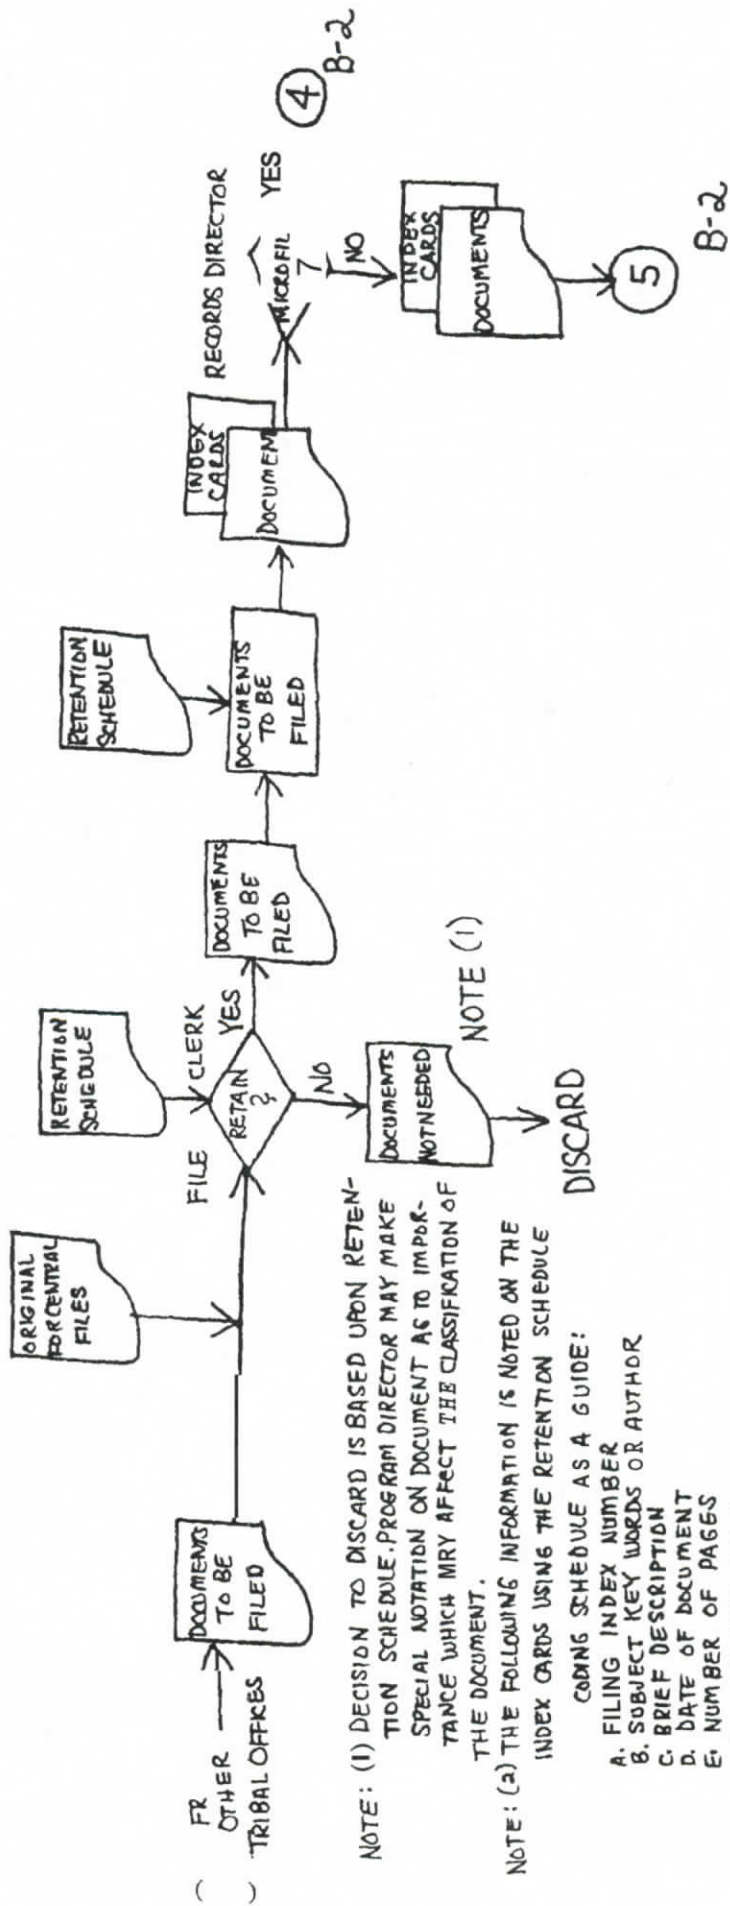 ( )
FR
OTHER
TRIBAL OFFICES
DOCUMENTS
TO BE
FILED
ORIGINAL
FOR CENTRAL
FILES
RETENTION
SCHEDULE
FILE
CLERK
RETAIN
?
YES
NO
DOCUMENTS
NOT NEEDED
NOTE (1)
DISCARD
DOCUMENTS
TO BE
FILED
RETENTION
SCHEDULE
DOCUMENTS
TO BE
FILED
INDEX
CARDS
DOCUMENT
RECORDS DIRECTOR
MICROFIL
?
YES
4
B-2
NO
INDEX
CARDS
DOCUMENTS
5
B-2
NOTE: (1) DECISION TO DISCARD IS BASED UPON RETEN-
TION SCHEDULE. PROGRAM DIRECTOR MAY MAKE
SPECIAL NOTATION ON DOCUMENT AS TO IMPOR-
TANCE WHICH MAY AFFECT THE CLASSIFICATION OF
THE DOCUMENT.
NOTE: (2) THE FOLLOWING INFORMATION IS NOTED ON THE
INDEX CARDS USING THE RETENTION SCHEDULE
CODING SCHEDULE AS A GUIDE:
A. FILING INDEX NUMBER
B. SUBJECT KEY WORDS OR AUTHOR
C. BRIEF DESCRIPTION
D. DATE OF DOCUMENT
E. NUMBER OF PAGES